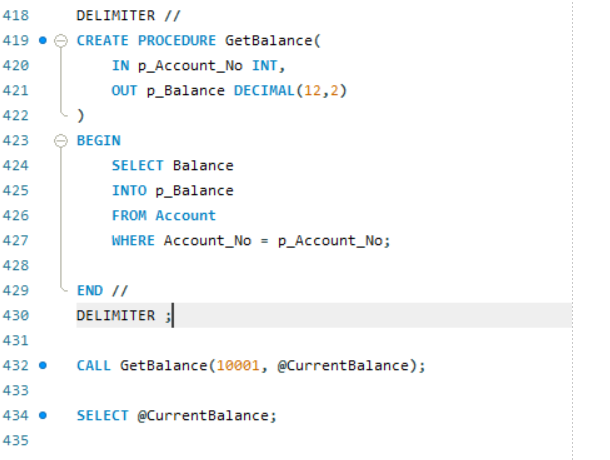 418 DELIMITER //
419 CREATE PROCEDURE GetBalance(
420 IN p_Account_No INT,
421 OUT p_Balance DECIMAL(12,2)
422 )
423 BEGIN
424 SELECT Balance
425 INTO p_Balance
426 FROM Account
427 WHERE Account_No = p_Account_No;
428
429 END //
430 DELIMITER ;
431
432 CALL GetBalance(10001, @CurrentBalance);
433
434 SELECT @CurrentBalance;
435